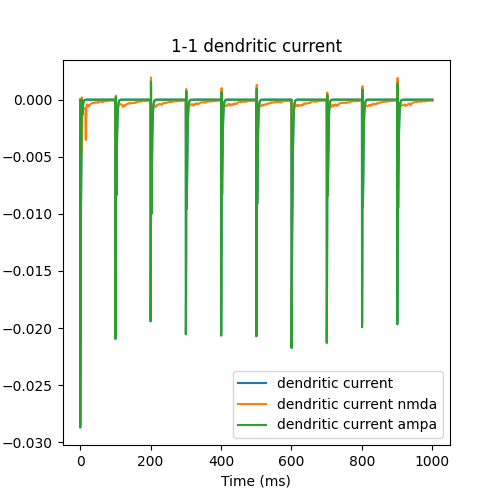 1-1 dendritic current
0.000
−0.005
−0.010
−0.015
−0.020
−0.025
−0.030
dendritic current
dendritic current nmda
dendritic current ampa
0 200 400 600 800 1000
Time (ms)